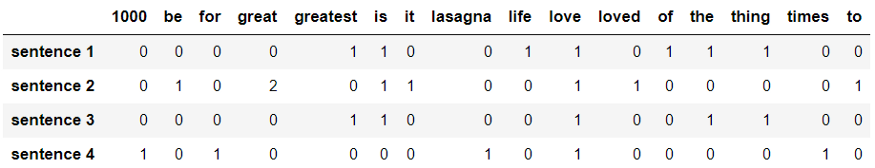 1000 be for great greatest is it lasagna life love loved of the thing times to
sentence 1 0 0 0 0 1 1 0 0 1 1 0 1 1 1 0 0
sentence 2 0 1 0 2 0 1 1 0 0 1 1 0 0 0 0 1
sentence 3 0 0 0 0 1 1 0 0 0 1 0 0 1 1 0 0
sentence 4 1 0 1 0 0 0 0 1 0 1 0 0 0 0 1 0